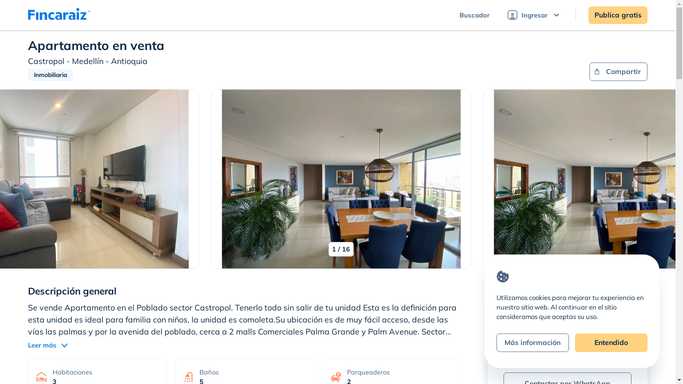 Fincaraiz
Buscador
Ingresar
Publica gratis
Apartamento en venta
Castropol - Medellín - Antioquia
Inmobiliaria
Compartir
1 / 16
Descripción general
Se vende Apartamento en el Poblado sector Castropol. Tenerlo todo sin salir de tu unidad Esta es la definición para
esta unidad es ideal para familia con niños, la unidad es comoleta.Su ubicación es de muy fácil acceso, desde las
vías las palmas y por la avenida del poblado, cerca a 2 malls Comerciales Palma Grande y Palm Avenue. Sector...
Leer más
Habitaciones
3
Baños
5
Parqueaderos
2
Utilizamos cookies para mejorar tu experiencia en
nuestro sitio web. Al continuar en el sitio
consideramos que aceptas su uso.
Más información
Entendido
Contactar por WhatsApp